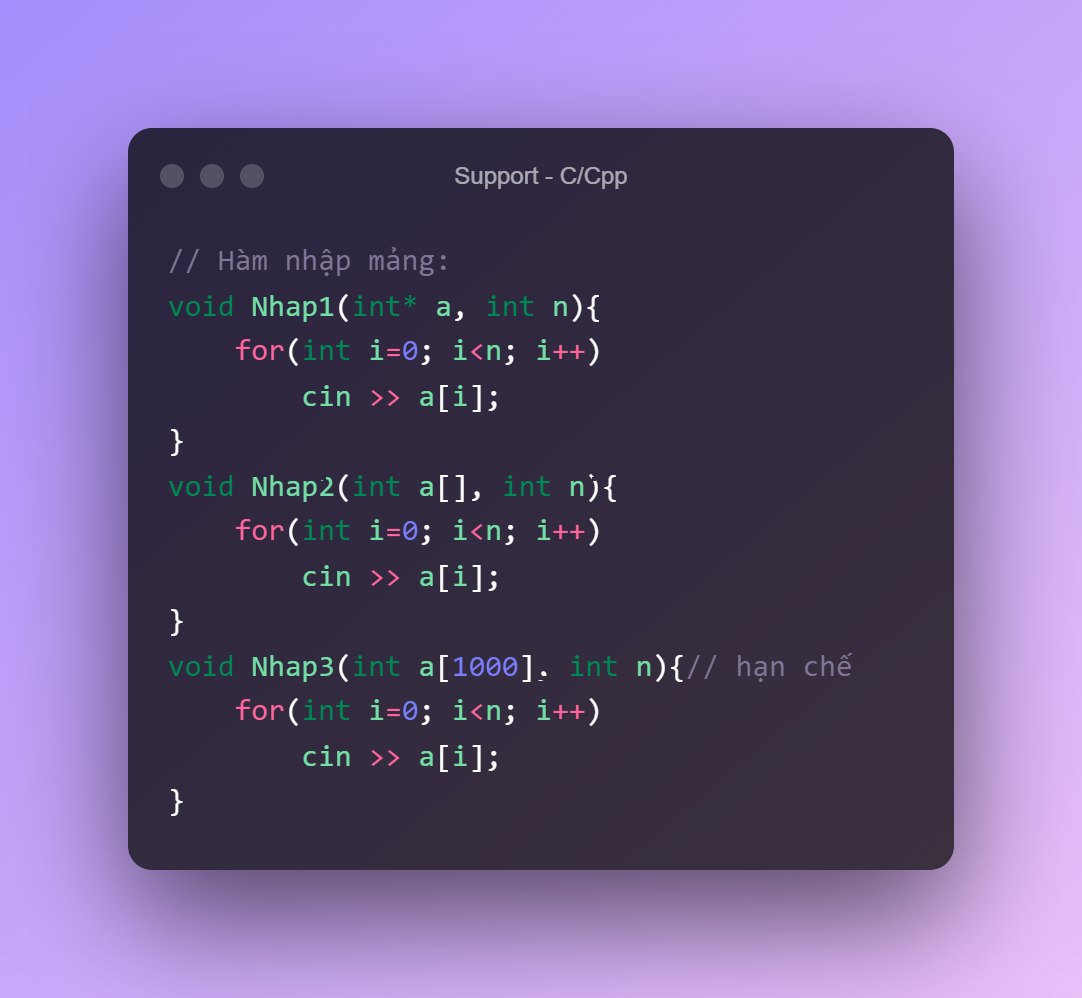 Support - C/Cpp
// Hàm nhập mảng:
void Nhap1(int* a, int n){
    for(int i=0; i<n; i++)
        cin >> a[i];
}
void Nhap2(int a[], int n){
    for(int i=0; i<n; i++)
        cin >> a[i];
}
void Nhap3(int a[1000], int n){// hạn chế
    for(int i=0; i<n; i++)
        cin >> a[i];
}